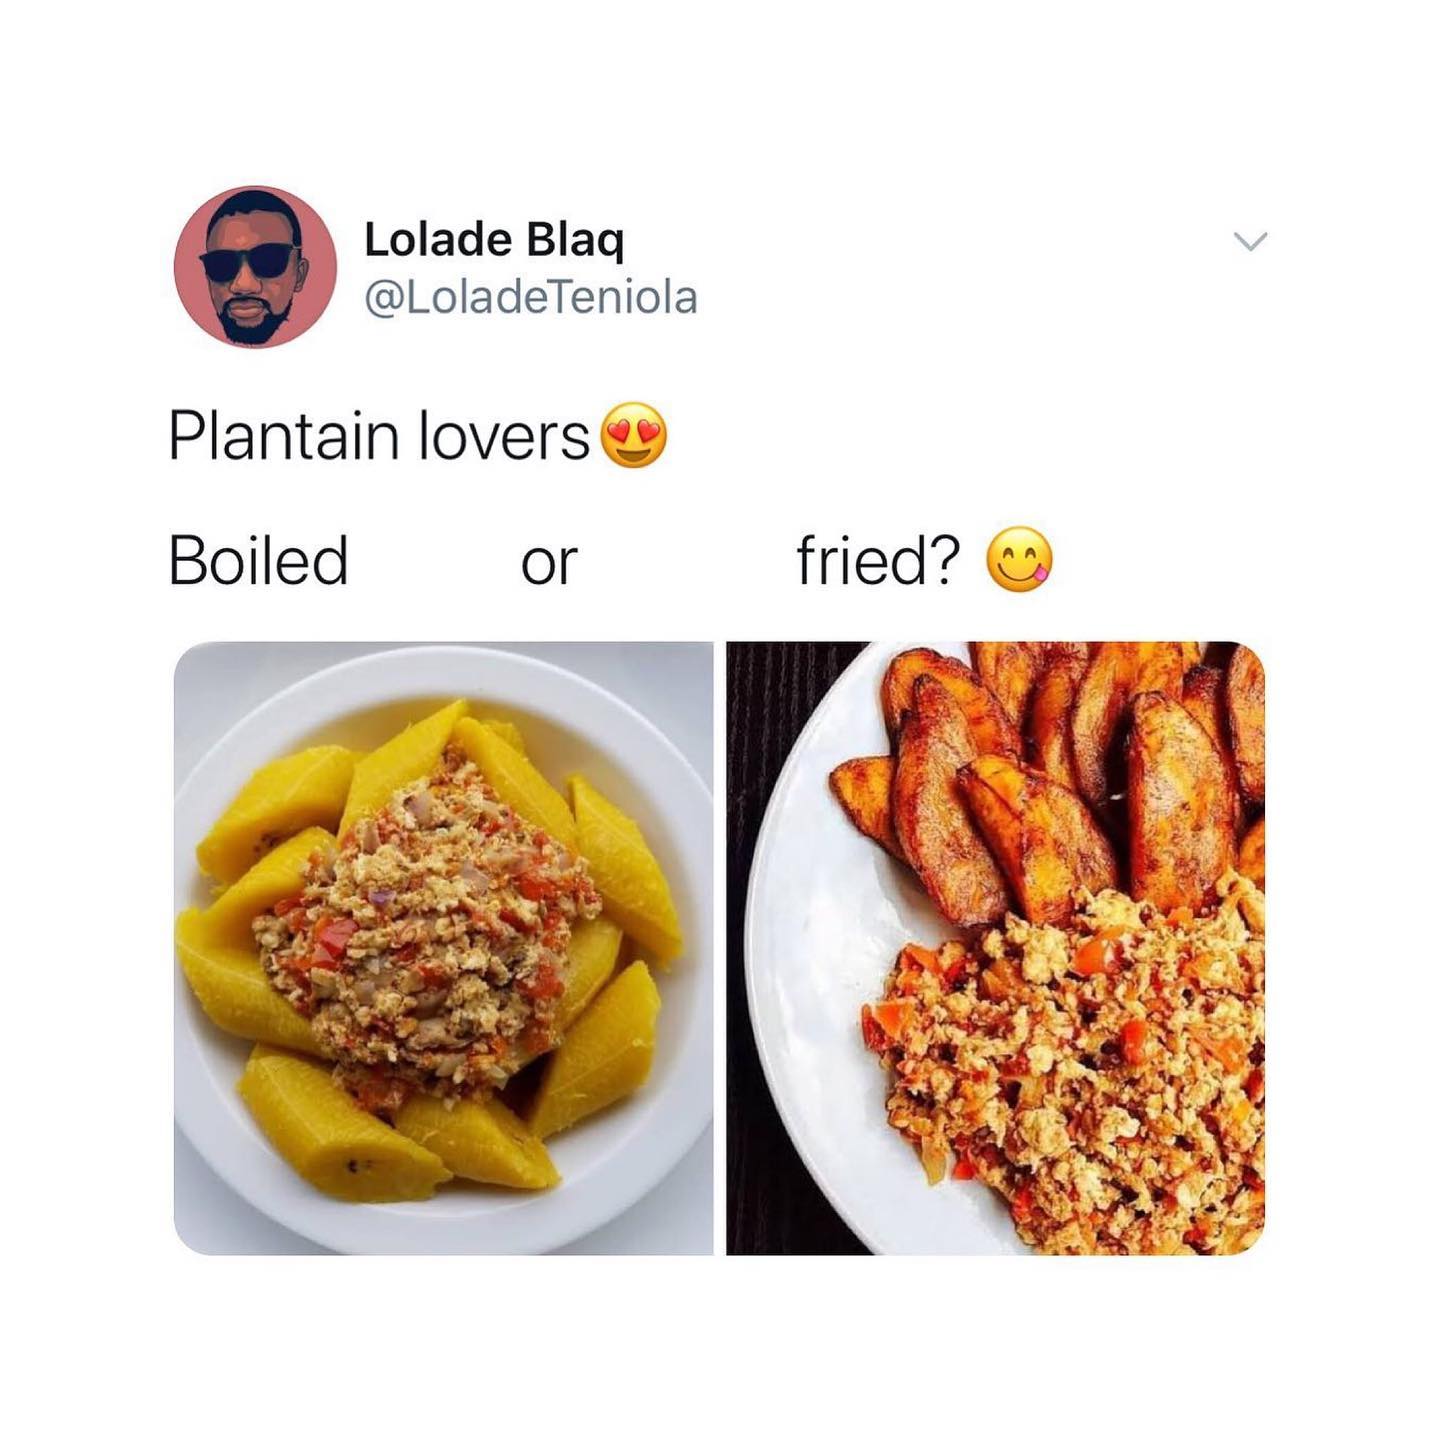 Lolade Blaq
@LoladeTeniola
Plantain lovers😍
Boiled or fried? 😋